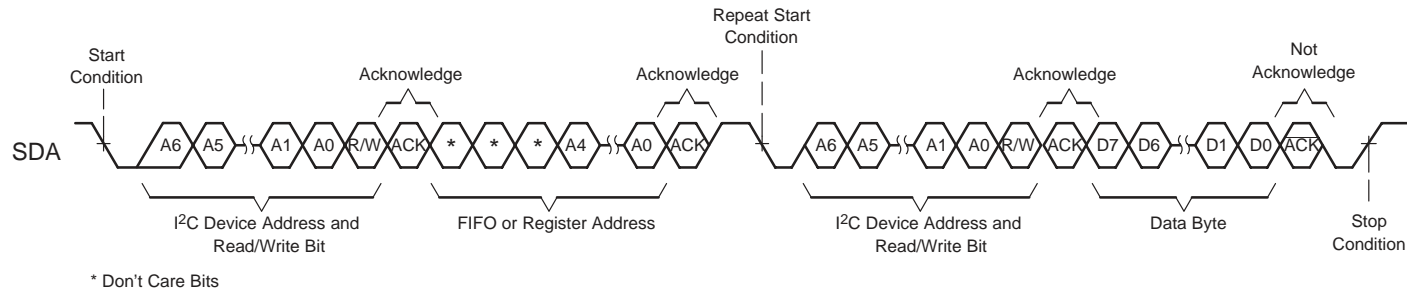 Start
Condition
Repeat Start
Condition
Acknowledge
Acknowledge
Acknowledge
Not
Acknowledge
SDA
A6 A5 A1 A0 R/W ACK * * * A4 A0 ACK A6 A5 A1 A0 R/W ACK D7 D6 D1 D0 A̅C̅K̅
I²C Device Address and
Read/Write Bit
FIFO or Register Address
I²C Device Address and
Read/Write Bit
Data Byte
Stop
Condition
* Don't Care Bits